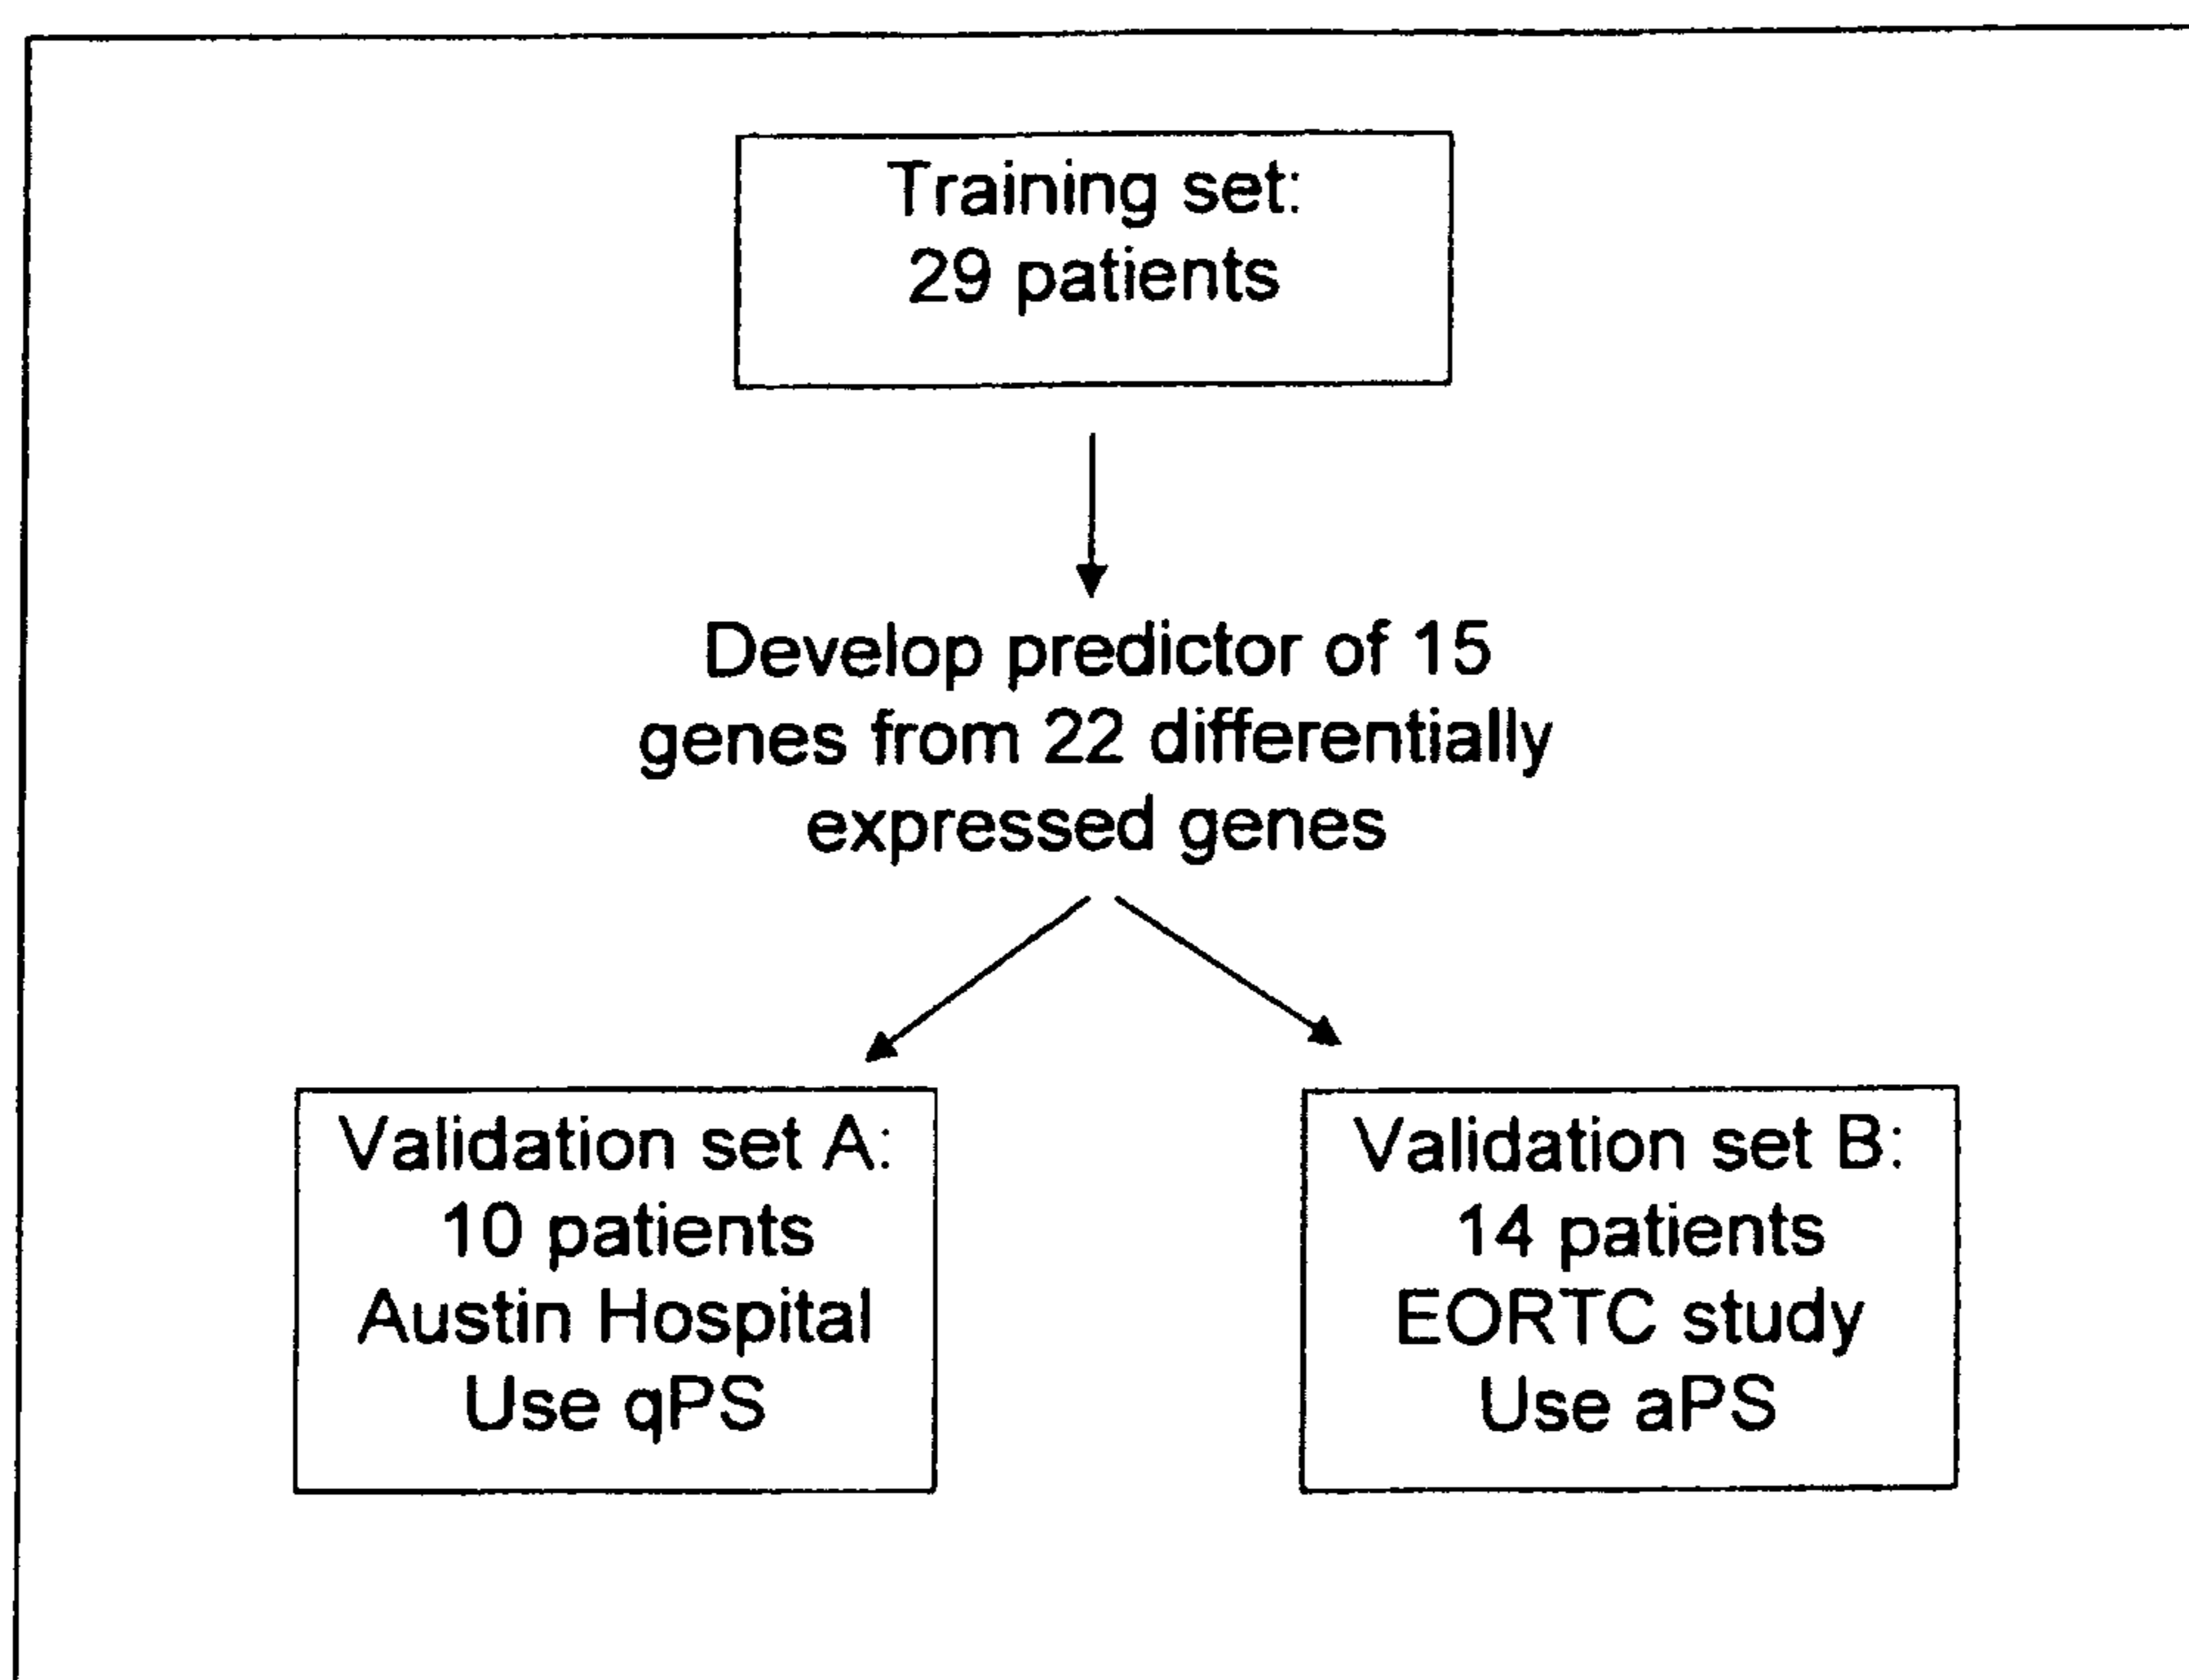 Training set:
29 patients
Develop predictor of 15
genes from 22 differentially
expressed genes
Validation set A:
10 patients
Austin Hospital
Use qPS
Validation set B:
14 patients
EORTC study
Use aPS